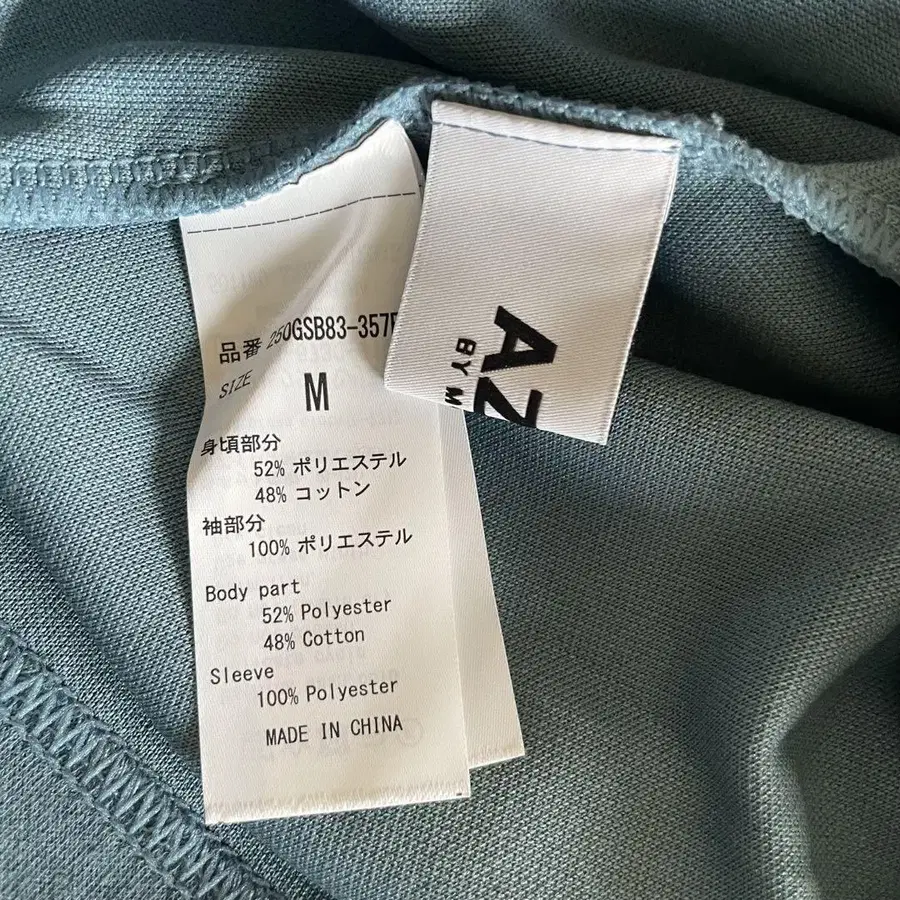 品番 250GSB83-357
SIZE
M
身頃部分
52% ポリエステル
48% コットン
袖部分
100% ポリエステル
Body part
52% Polyester
48% Cotton
Sleeve
100% Polyester
MADE IN CHINA
AZ
BY M